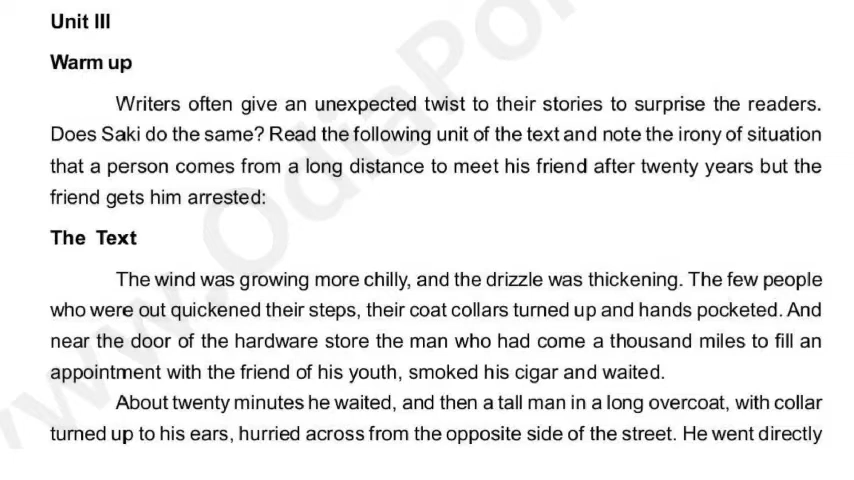 Unit III
Warm up
Writers often give an unexpected twist to their stories to surprise the readers.
Does Saki do the same? Read the following unit of the text and note the irony of situation
that a person comes from a long distance to meet his friend after twenty years but the
friend gets him arrested:
The Text
The wind was growing more chilly, and the drizzle was thickening. The few people
who were out quickened their steps, their coat collars turned up and hands pocketed. And
near the door of the hardware store the man who had come a thousand miles to fill an
appointment with the friend of his youth, smoked his cigar and waited.
About twenty minutes he waited, and then a tall man in a long overcoat, with collar
turned up to his ears, hurried across from the opposite side of the street. He went directly